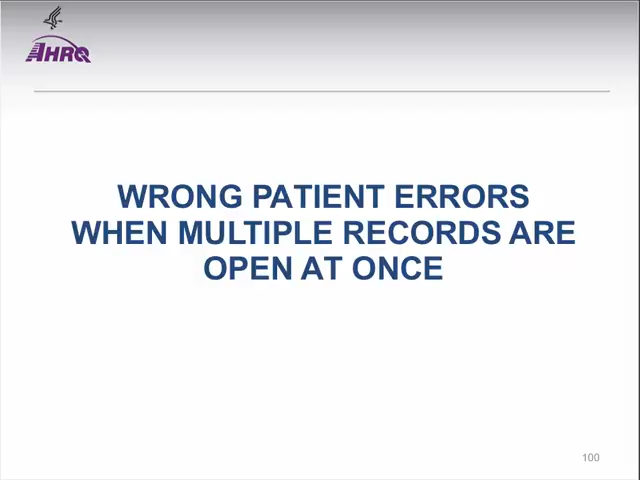 AHRQ
WRONG PATIENT ERRORS
WHEN MULTIPLE RECORDS ARE
OPEN AT ONCE
100